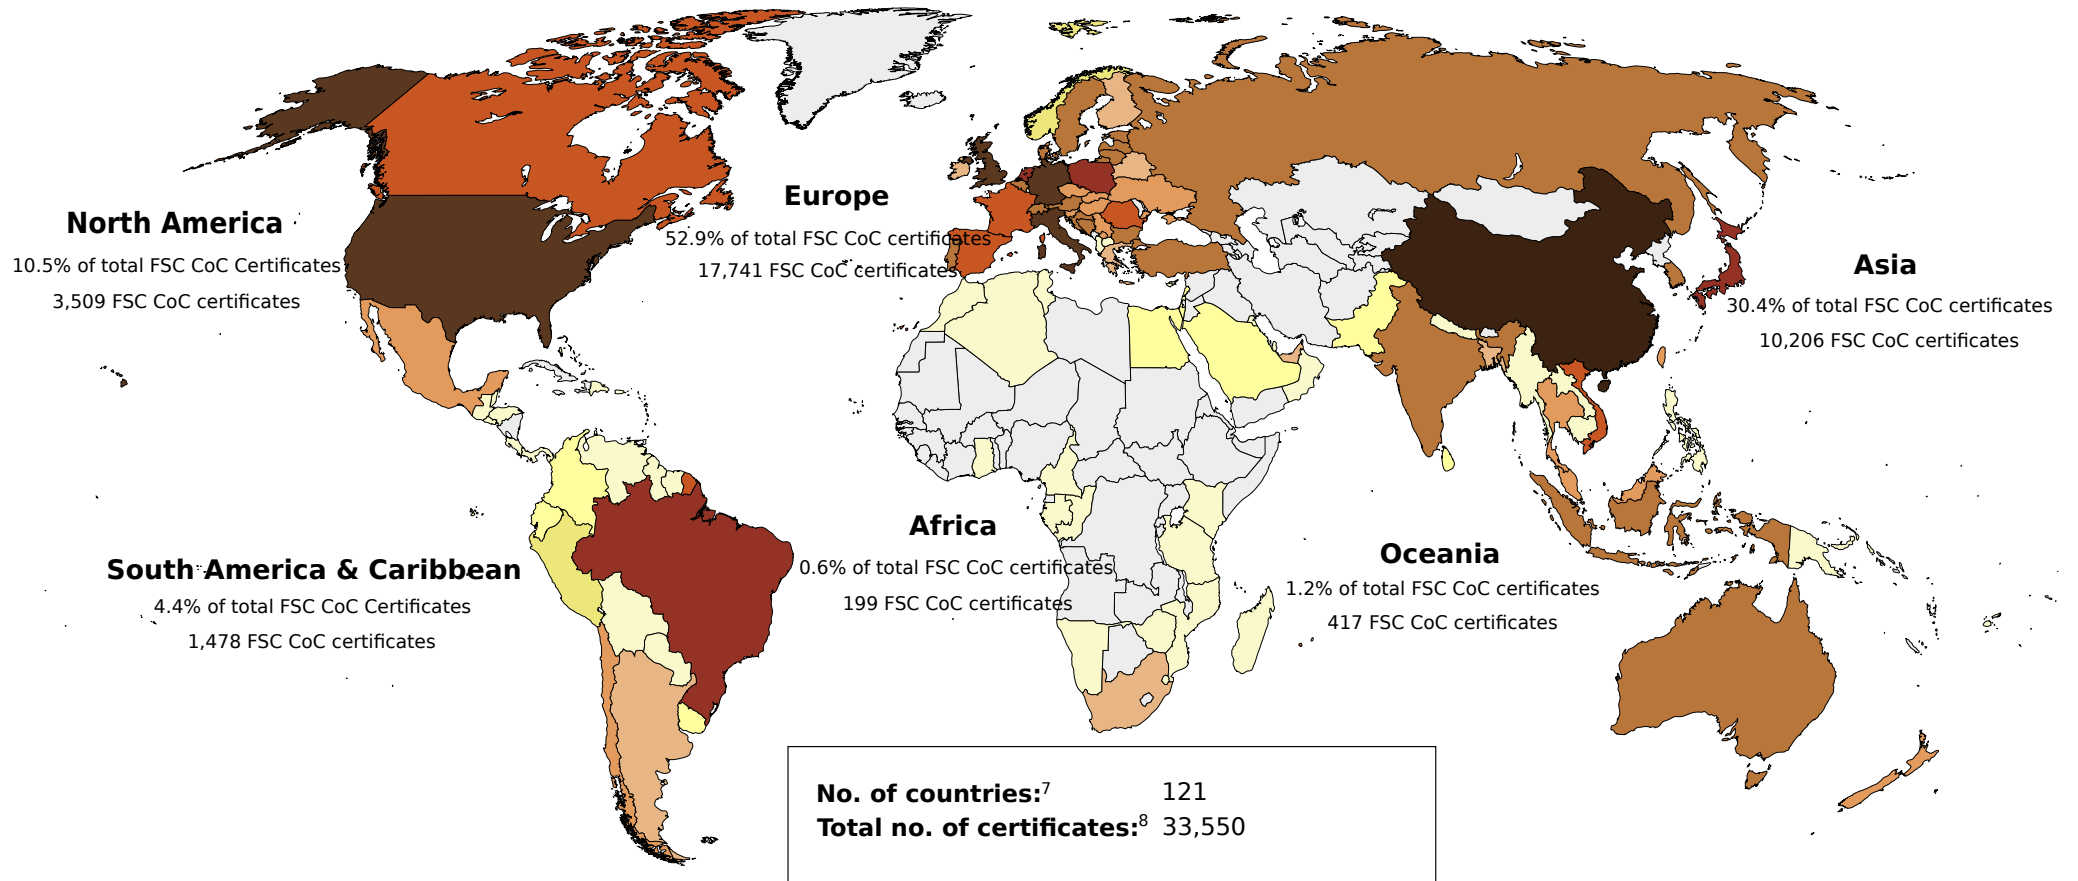 Europe
52.9% of total FSC CoC certificates
17,741 FSC CoC certificates
North America
10.5% of total FSC CoC Certificates
3,509 FSC CoC certificates
Asia
30.4% of total FSC CoC certificates
10,206 FSC CoC certificates
South America & Caribbean
4.4% of total FSC CoC Certificates
1,478 FSC CoC certificates
Africa
0.6% of total FSC CoC certificates
199 FSC CoC certificates
Oceania
1.2% of total FSC CoC certificates
417 FSC CoC certificates
No. of countries:⁷ 121
Total no. of certificates:⁸ 33,550